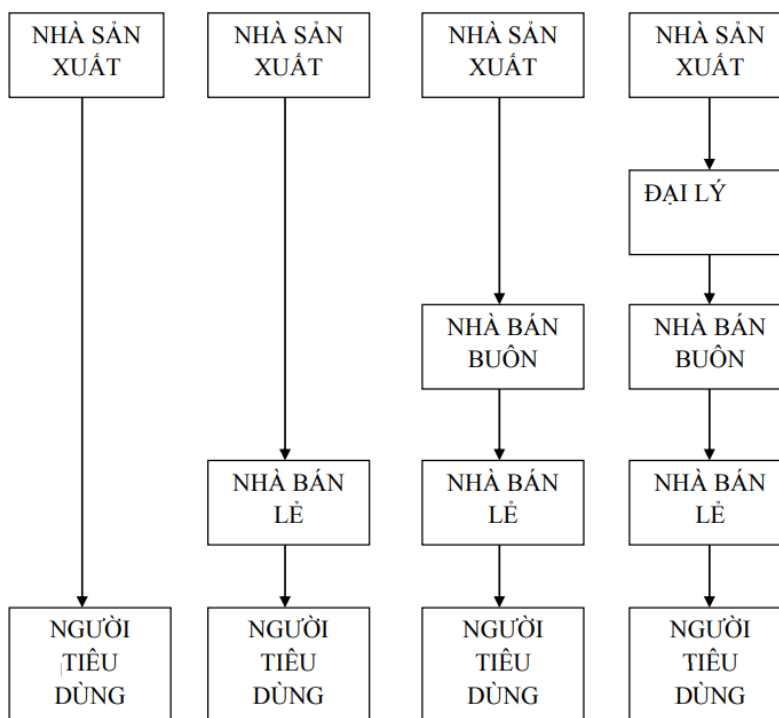 NHÀ SẢN
XUẤT
NHÀ SẢN
XUẤT
NHÀ SẢN
XUẤT
NHÀ SẢN
XUẤT
ĐẠI LÝ
NHÀ BÁN
BUÔN
NHÀ BÁN
BUÔN
NHÀ BÁN
LẺ
NHÀ BÁN
LẺ
NHÀ BÁN
LẺ
NGƯỜI
TIÊU
DÙNG
NGƯỜI
TIÊU
DÙNG
NGƯỜI
TIÊU
DÙNG
NGƯỜI
TIÊU
DÙNG